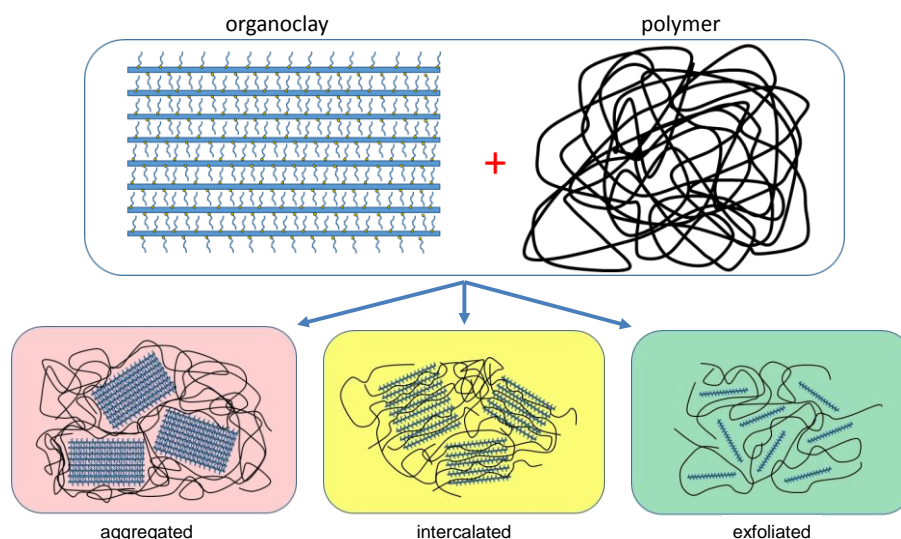 organoclay
polymer
+
aggregated
intercalated
exfoliated